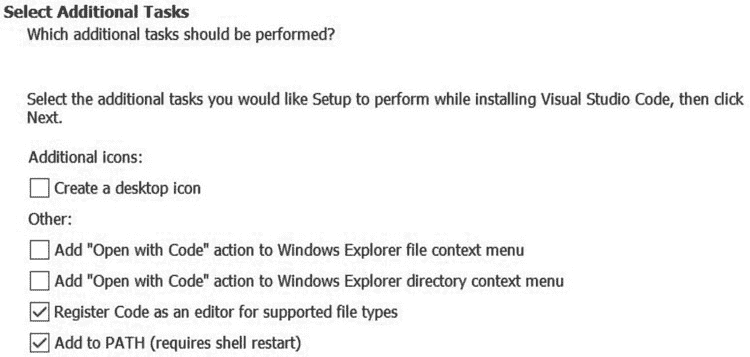 Select Additional Tasks
Which additional tasks should be performed?
Select the additional tasks you would like Setup to perform while installing Visual Studio Code, then click
Next.
Additional icons:
Create a desktop icon
Other:
Add "Open with Code" action to Windows Explorer file context menu
Add "Open with Code" action to Windows Explorer directory context menu
Register Code as an editor for supported file types
Add to PATH (requires shell restart)